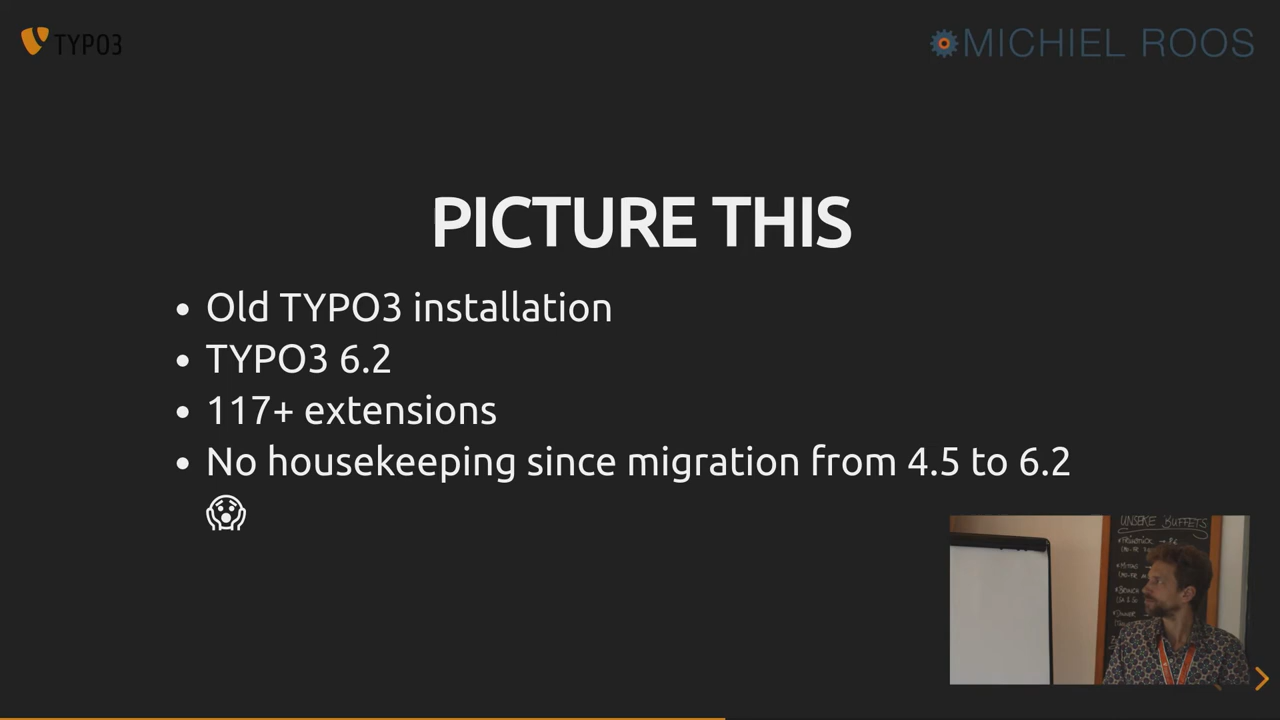 TYPO3
MICHIEL ROOS
PICTURE THIS
• Old TYPO3 installation
• TYPO3 6.2
• 117+ extensions
• No housekeeping since migration from 4.5 to 6.2
😱
UNSERE BUFFETS